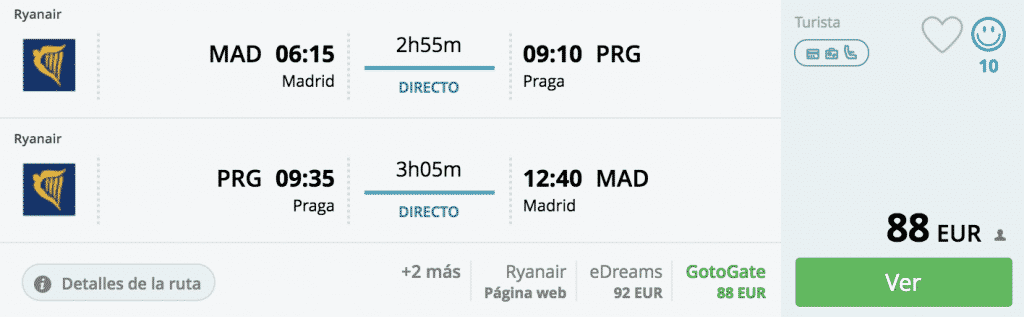 Ryanair
MAD 06:15
Madrid
2h55m
DIRECTO
09:10 PRG
Praga
Ryanair
PRG 09:35
Praga
3h05m
DIRECTO
12:40 MAD
Madrid
Detalles de la ruta
+2 más
Ryanair
Página web
eDreams
92 EUR
GotoGate
88 EUR
Turista
10
88 EUR
Ver